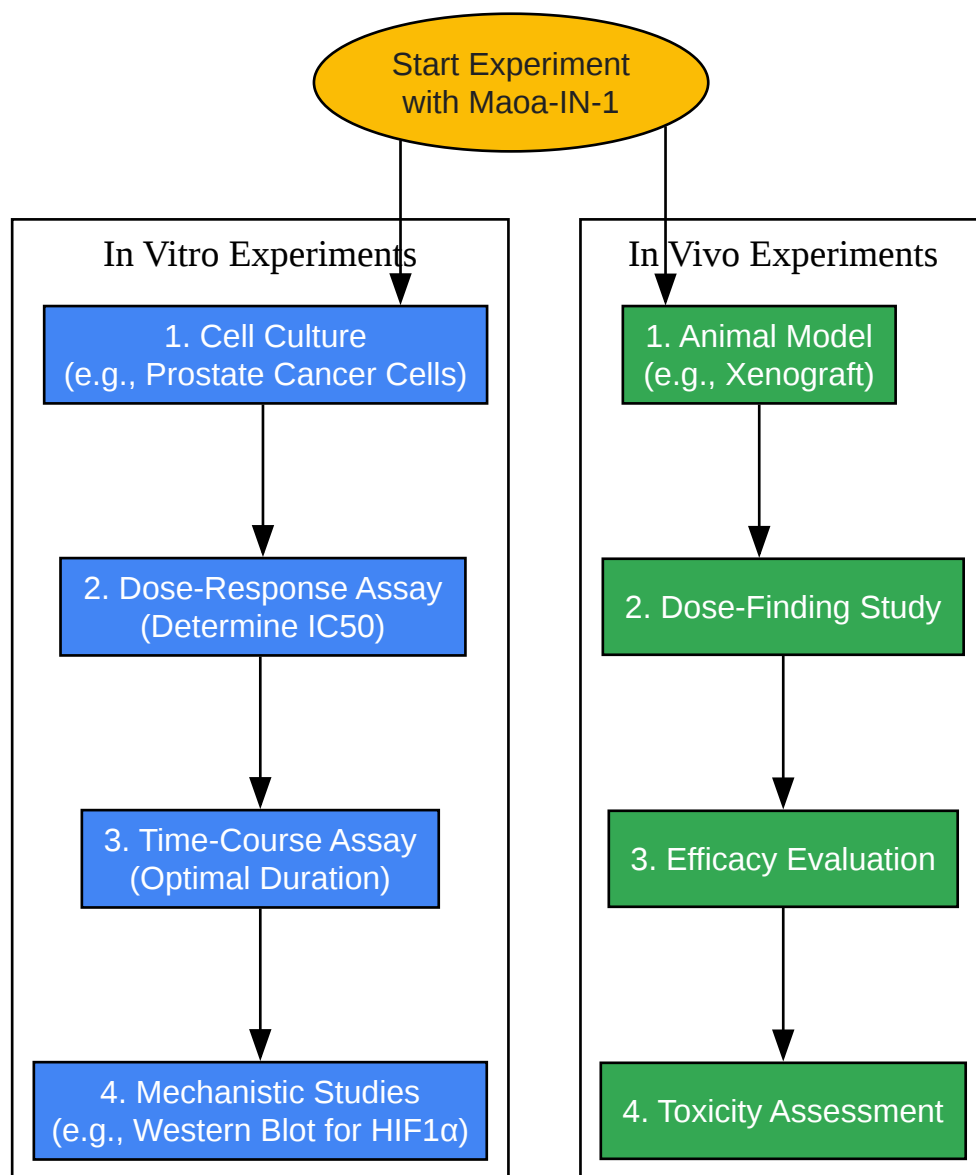 Start Experiment
with Maoa-IN-1
In Vitro Experiments
1. Cell Culture
(e.g., Prostate Cancer Cells)
2. Dose-Response Assay
(Determine IC50)
3. Time-Course Assay
(Optimal Duration)
4. Mechanistic Studies
(e.g., Western Blot for HIF1α)
In Vivo Experiments
1. Animal Model
(e.g., Xenograft)
2. Dose-Finding Study
3. Efficacy Evaluation
4. Toxicity Assessment